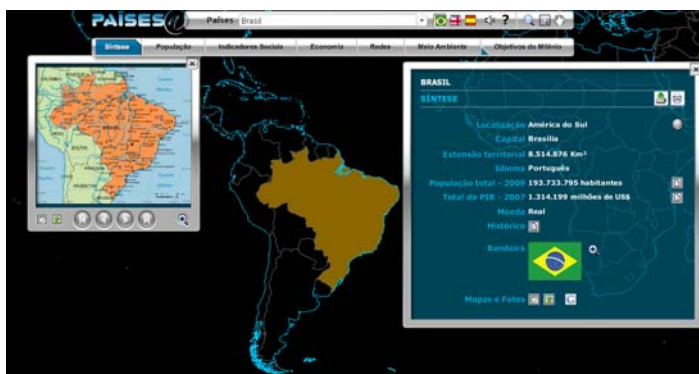 PAÍSES@
Países Brasil
Síntese População Indicadores Sociais Economia Redes Meio Ambiente Objetivos do Milênio
BRASIL
SÍNTESE
Localização América do Sul
Capital Brasília
Extensão territorial 8.514.876 Km²
Idioma Português
População total - 2009 193.733.795 habitantes
Total do PIB - 2007 1.314.199 milhões de US$
Moeda Real
Histórico
Bandeira
Mapas e Fotos